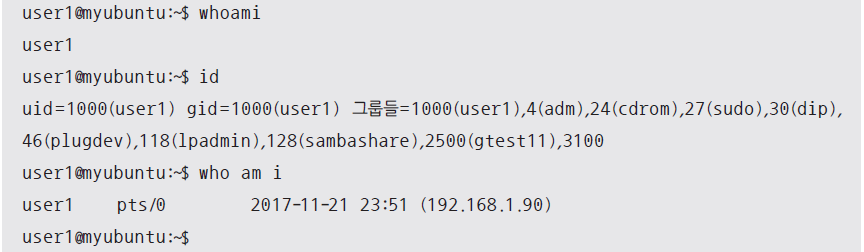 user1@myubuntu:~$ whoami
user1
user1@myubuntu:~$ id
uid=1000(user1) gid=1000(user1) 그룹들=1000(user1),4(adm),24(cdrom),27(sudo),30(dip),
46(plugdev),118(lpadmin),128(sambashare),2500(gtest11),3100
user1@myubuntu:~$ who am i
user1    pts/0        2017-11-21 23:51 (192.168.1.90)
user1@myubuntu:~$